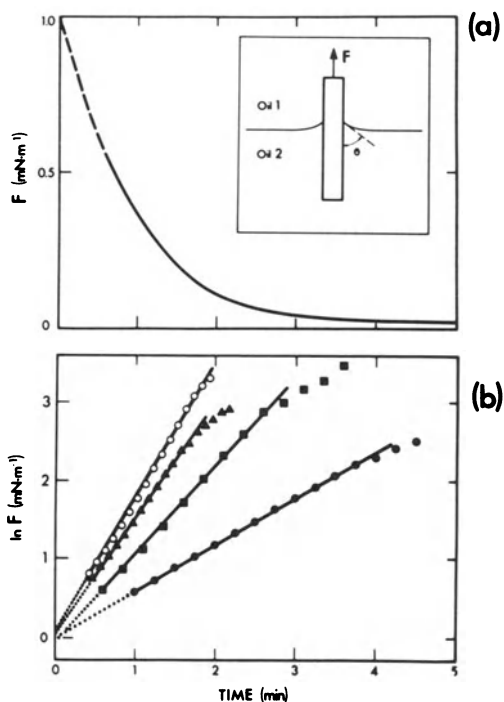 (a)
1.0
0.5
0
F (mN·m⁻¹)
F
Oil 1
Oil 2
θ
(b)
3
2
1
0
ln F (mN·m⁻¹)
0 1 2 3 4 5
TIME (min)